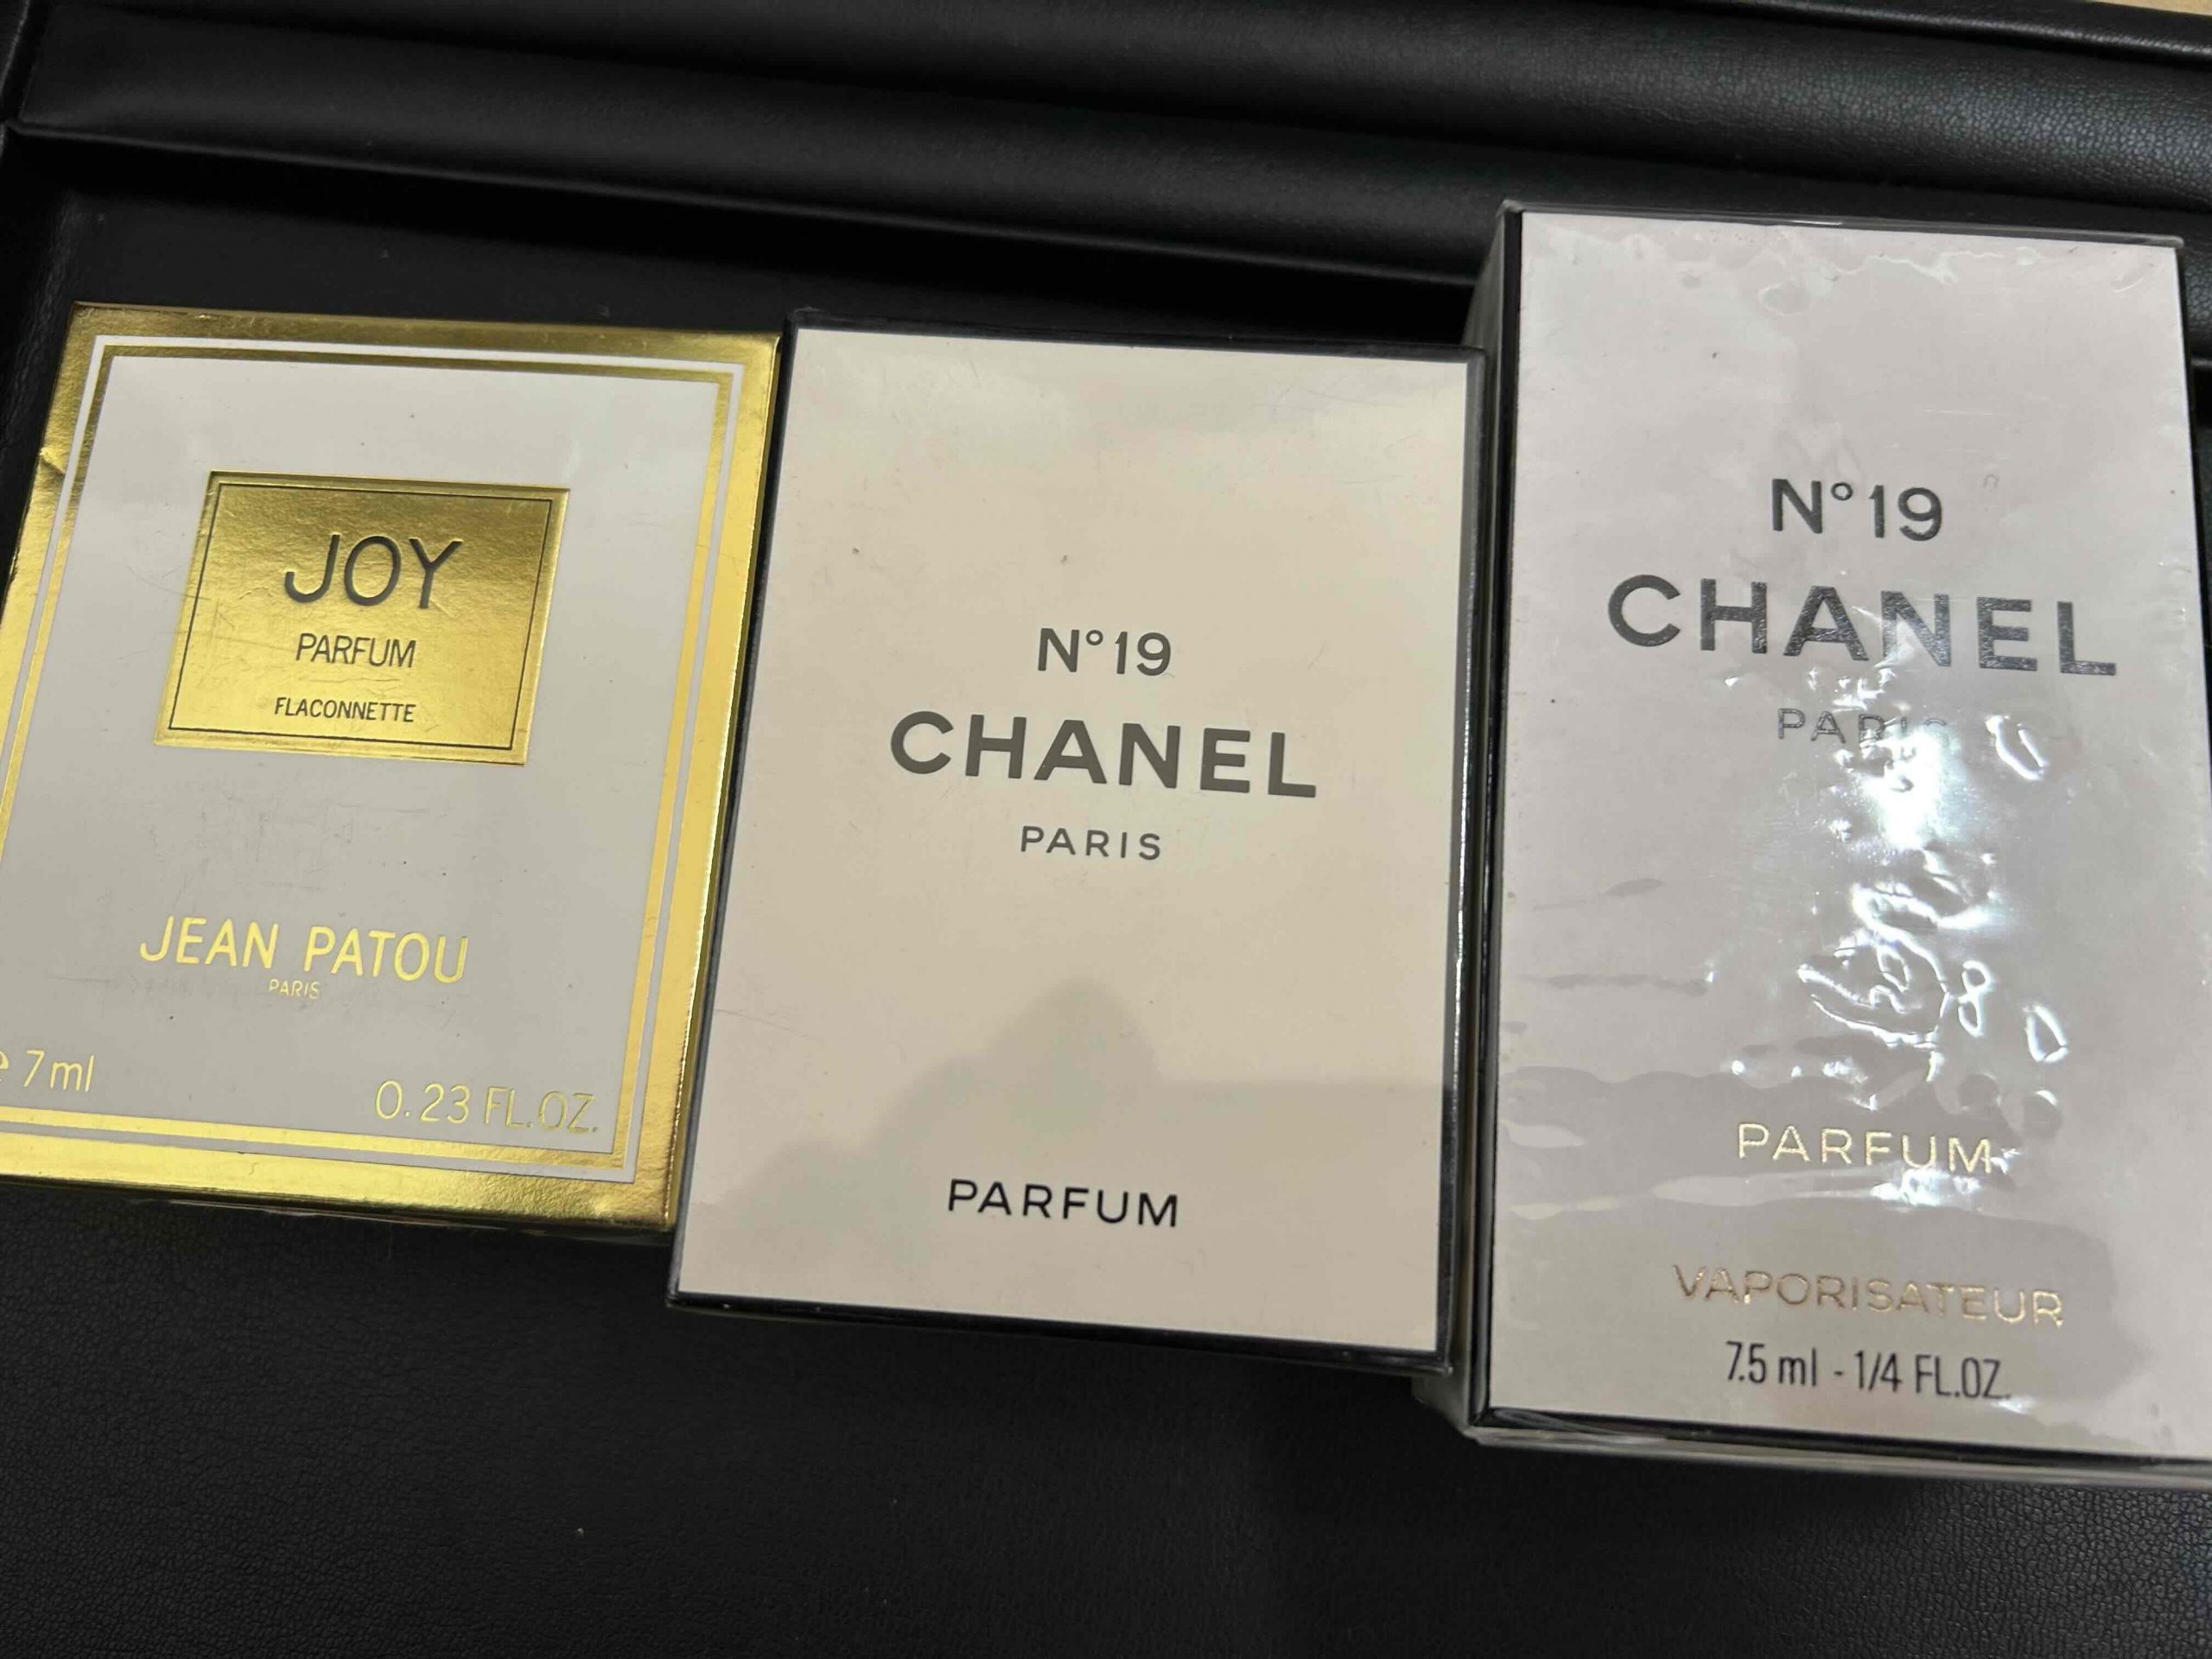 JOY
PARFUM
FLACONNETTE
JEAN PATOU
PARIS
e 7ml
0.23 FL.OZ.
N°19
CHANEL
PARIS
PARFUM
N°19
CHANEL
PARIS
PARFUM
VAPORISATEUR
7.5 ml - 1/4 FL.OZ.